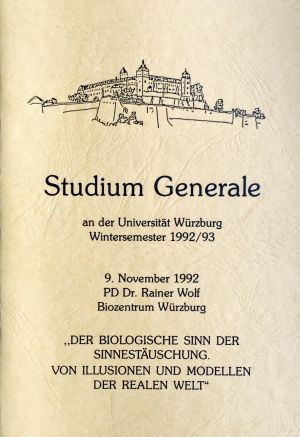 Studium Generale
an der Universität Würzburg
Wintersemester 1992/93
9. November 1992
PD Dr. Rainer Wolf
Biozentrum Würzburg
,,DER BIOLOGISCHE SINN DER
SINNESTÄUSCHUNG.
VON ILLUSIONEN UND MODELLEN
DER REALEN WELT“